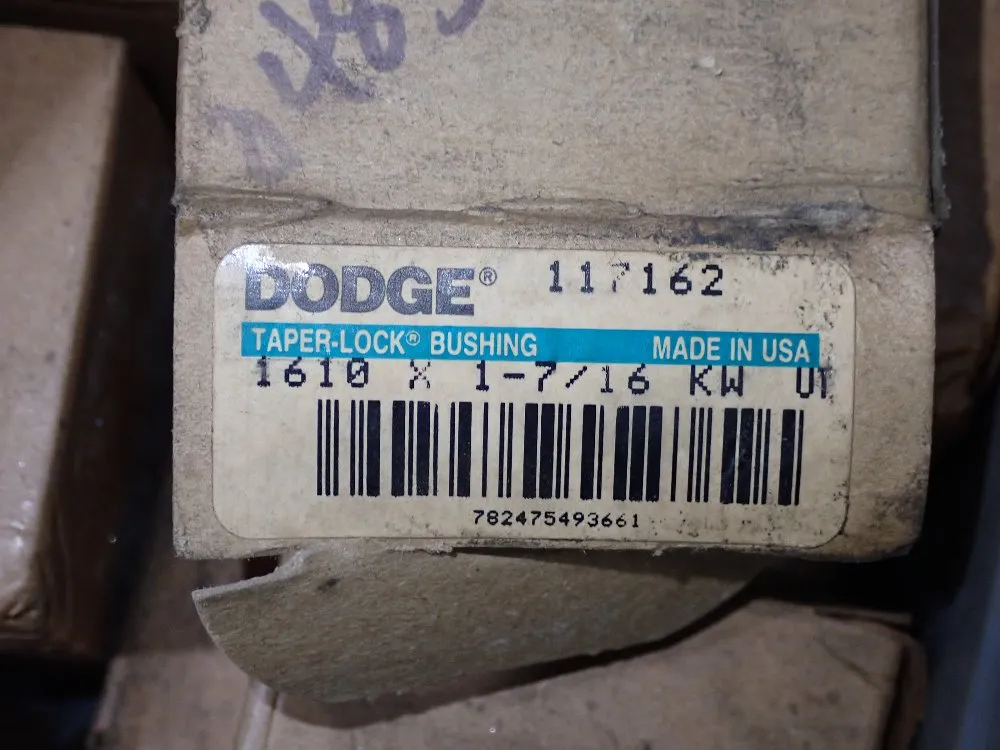 DODGE® 117162
TAPER-LOCK® BUSHING MADE IN USA
1610 X 1-7/16 KW
782475493661